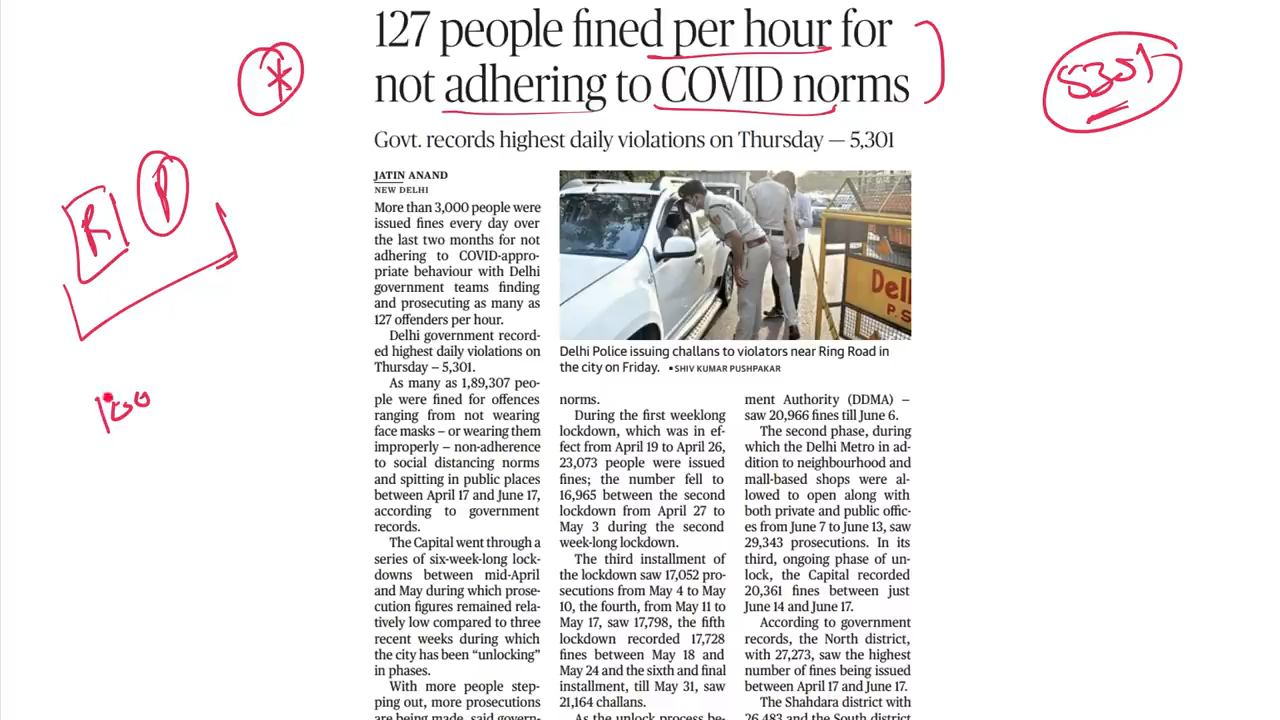 127 people fined per hour for
not adhering to COVID norms
Govt. records highest daily violations on Thursday — 5,301
5301
R
P
JATIN ANAND
NEW DELHI
More than 3,000 people were
issued fines every day over
the last two months for not
adhering to COVID-appro-
priate behaviour with Delhi
government teams finding
and prosecuting as many as
127 offenders per hour.
Delhi government record-
ed highest daily violations on
Thursday – 5,301.
As many as 1,89,307 peo-
ple were fined for offences
ranging from not wearing
face masks – or wearing them
improperly – non-adherence
to social distancing norms
and spitting in public places
between April 17 and June 17,
according to government
records.
The Capital went through a
series of six-week-long lock-
downs between mid-April
and May during which prose-
cution figures remained rela-
tively low compared to three
recent weeks during which
the city has been “unlocking”
in phases.
With more people step-
ping out, more prosecutions
are being made, said govern-
Delhi Police issuing challans to violators near Ring Road in
the city on Friday. ▪SHIV KUMAR PUSHPAKAR
norms.
During the first weeklong
lockdown, which was in ef-
fect from April 19 to April 26,
23,073 people were issued
fines; the number fell to
16,965 between the second
lockdown from April 27 to
May 3 during the second
week-long lockdown.
The third installment of
the lockdown saw 17,052 pro-
secutions from May 4 to May
10, the fourth, from May 11 to
May 17, saw 17,798, the fifth
lockdown recorded 17,728
fines between May 18 and
May 24 and the sixth and final
installment, till May 31, saw
21,164 challans.
As the unlock process be-
ment Authority (DDMA) –
saw 20,966 fines till June 6.
The second phase, during
which the Delhi Metro in ad-
dition to neighbourhood and
mall-based shops were al-
lowed to open along with
both private and public offic-
es from June 7 to June 13, saw
29,343 prosecutions. In its
third, ongoing phase of un-
lock, the Capital recorded
20,361 fines between just
June 14 and June 17.
According to government
records, the North district,
with 27,273, saw the highest
number of fines being issued
between April 17 and June 17.
The Shahdara district with
26,483 and the South district
Del
P.S